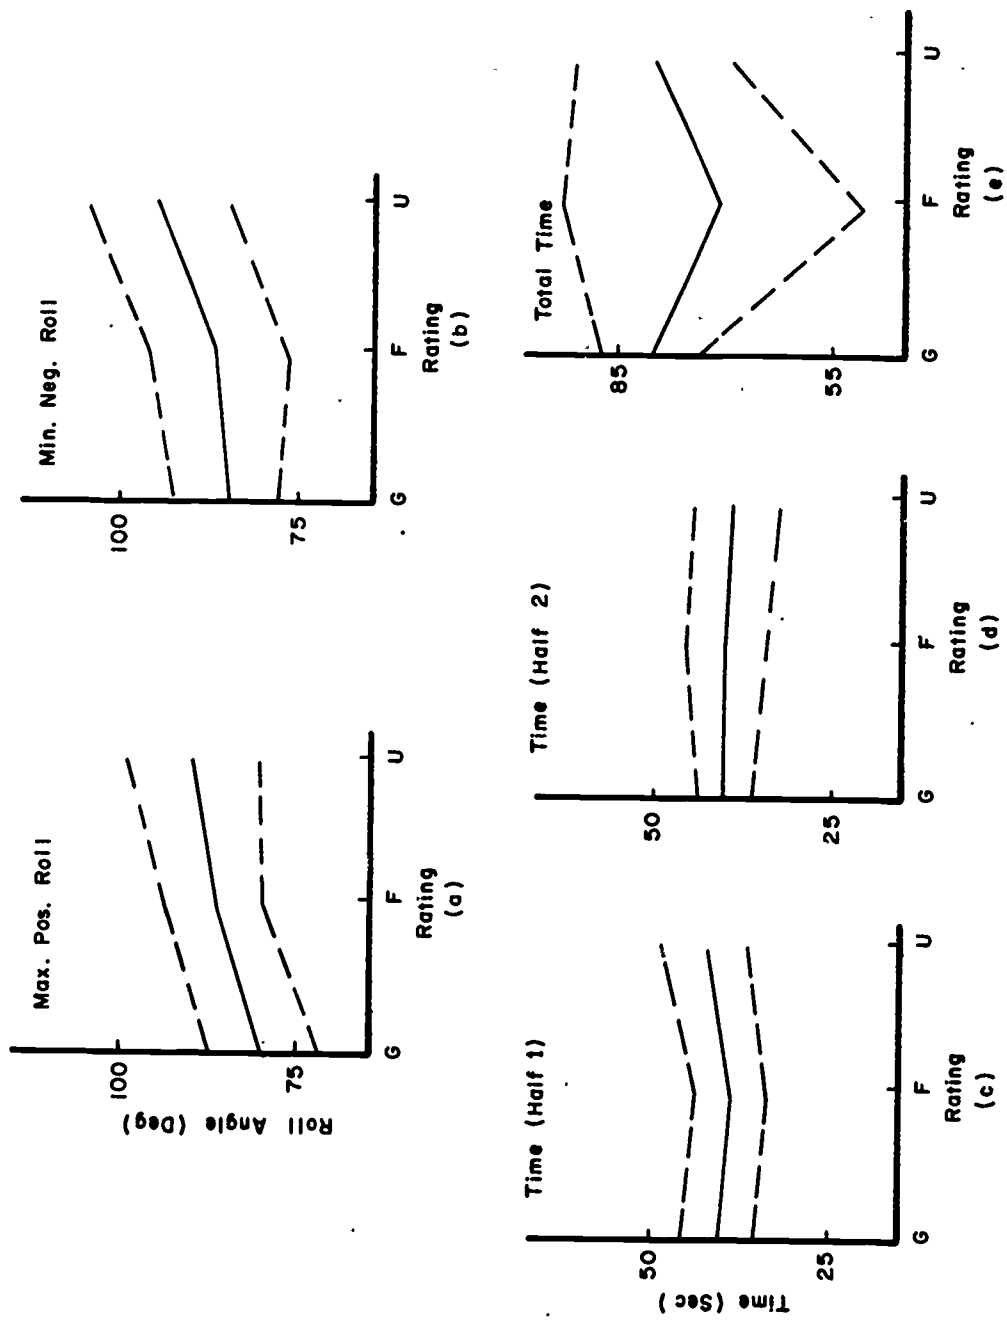 Max. Pos. Roll
Roll Angle (Deg)
100
75
G F U
Rating
(a)
Min. Neg. Roll
100
75
G F U
Rating
(b)
Time (Half 1)
Time (Sec)
50
25
G F U
Rating
(c)
Time (Half 2)
50
25
G F U
Rating
(d)
Total Time
85
55
G F U
Rating
(e)